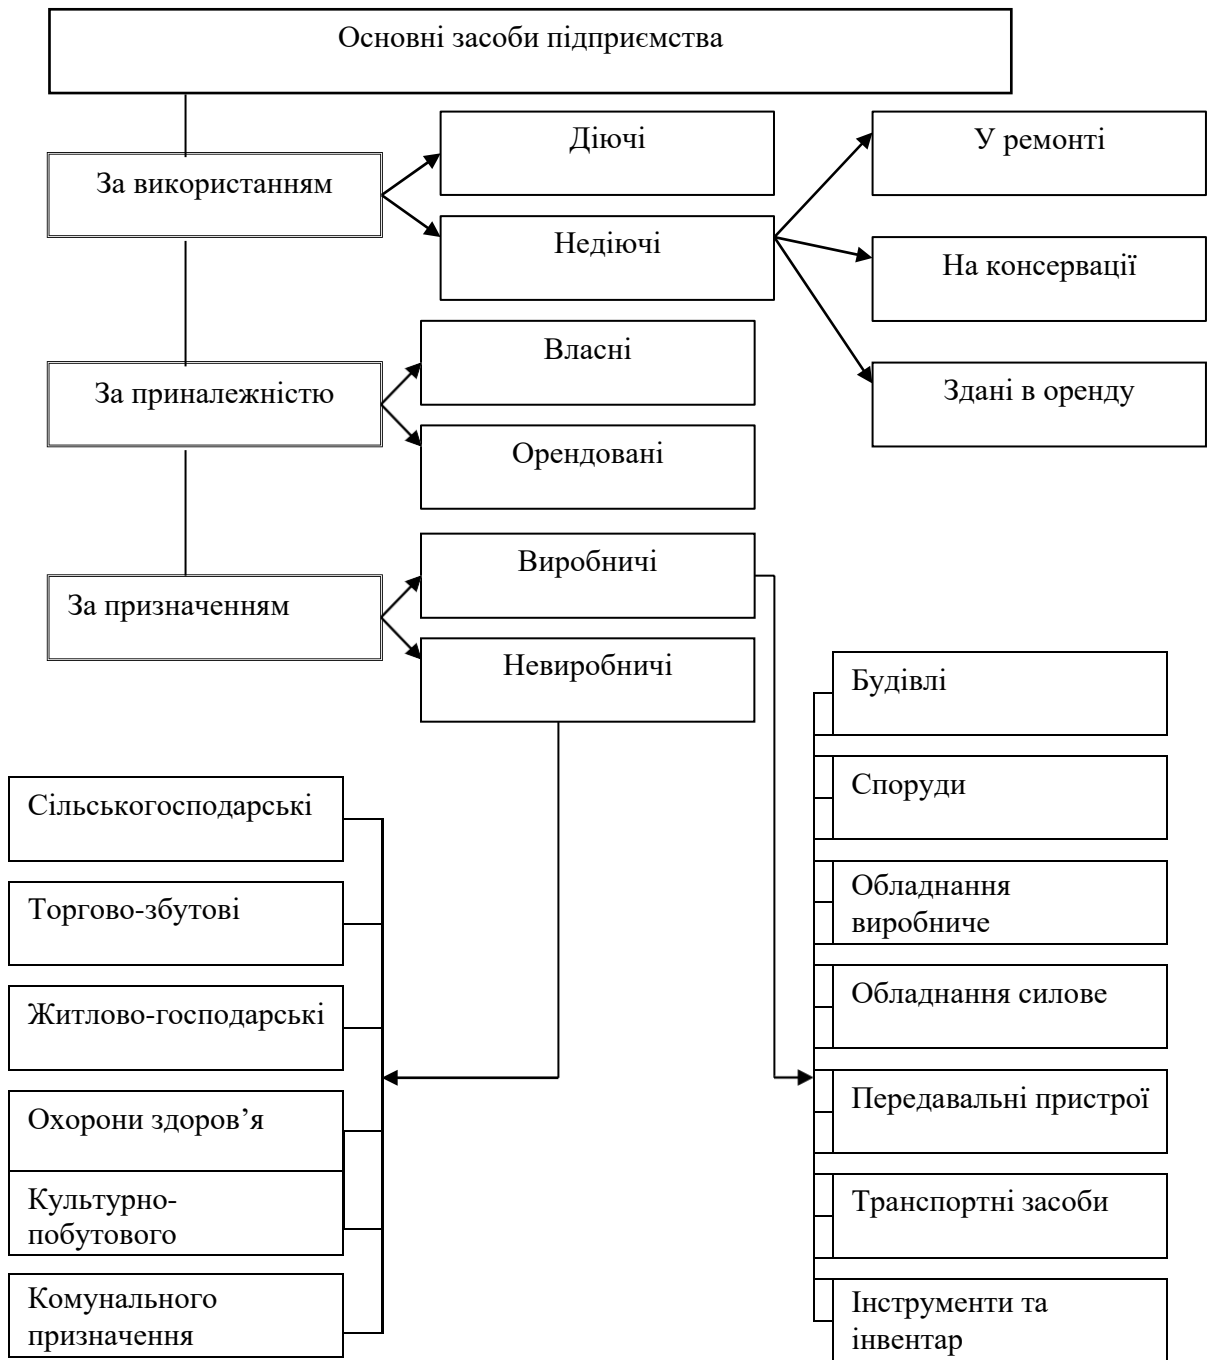 Основні засоби підприємства
За використанням
Діючі
Недіючі
У ремонті
На консервації
Здані в оренду
За приналежністю
Власні
Орендовані
За призначенням
Виробничі
Невиробничі
Сільськогосподарські
Торгово-збутові
Житлово-господарські
Охорони здоров’я
Культурно-
побутового
Комунального
призначення
Будівлі
Споруди
Обладнання
виробниче
Обладнання силове
Передавальні пристрої
Транспортні засоби
Інструменти та
інвентар